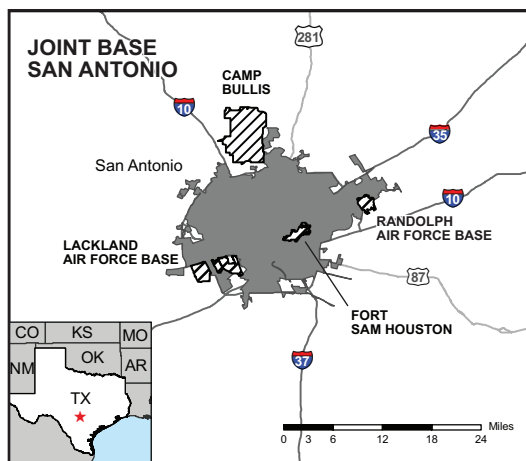 JOINT BASE
SAN ANTONIO
281
CAMP
BULLIS
10
35
San Antonio
10
RANDOLPH
AIR FORCE BASE
LACKLAND
AIR FORCE BASE
87
FORT
SAM HOUSTON
37
CO
KS
MO
NM
OK
AR
TX
Miles
0 3 6 12 18 24